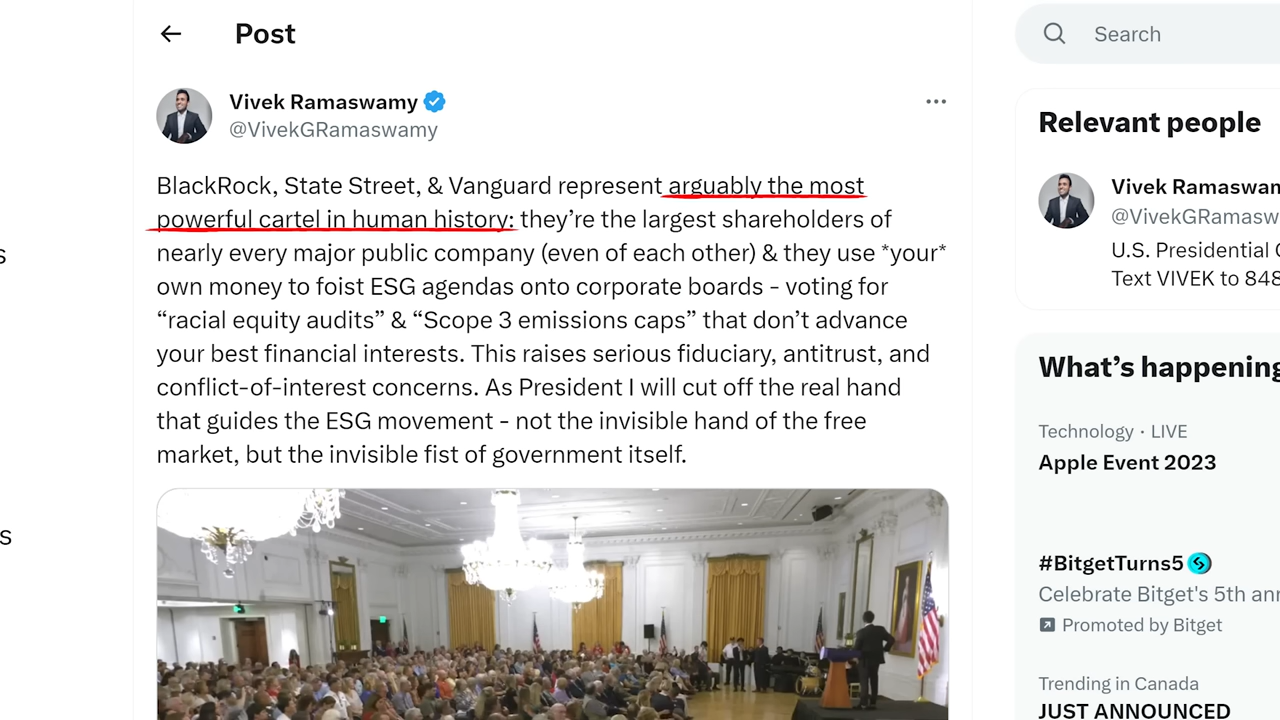 Post
Vivek Ramaswamy
@VivekGRamaswamy
BlackRock, State Street, & Vanguard represent arguably the most
powerful cartel in human history: they’re the largest shareholders of
nearly every major public company (even of each other) & they use *your*
own money to foist ESG agendas onto corporate boards - voting for
“racial equity audits” & “Scope 3 emissions caps” that don’t advance
your best financial interests. This raises serious fiduciary, antitrust, and
conflict-of-interest concerns. As President I will cut off the real hand
that guides the ESG movement - not the invisible hand of the free
market, but the invisible fist of government itself.
s
s
Search
Relevant people
Vivek Ramaswan
@VivekGRamasw
U.S. Presidential C
Text VIVEK to 848
What’s happening
Technology · LIVE
Apple Event 2023
#BitgetTurns5
Celebrate Bitget's 5th ann
Promoted by Bitget
Trending in Canada
JUST ANNOUNCED